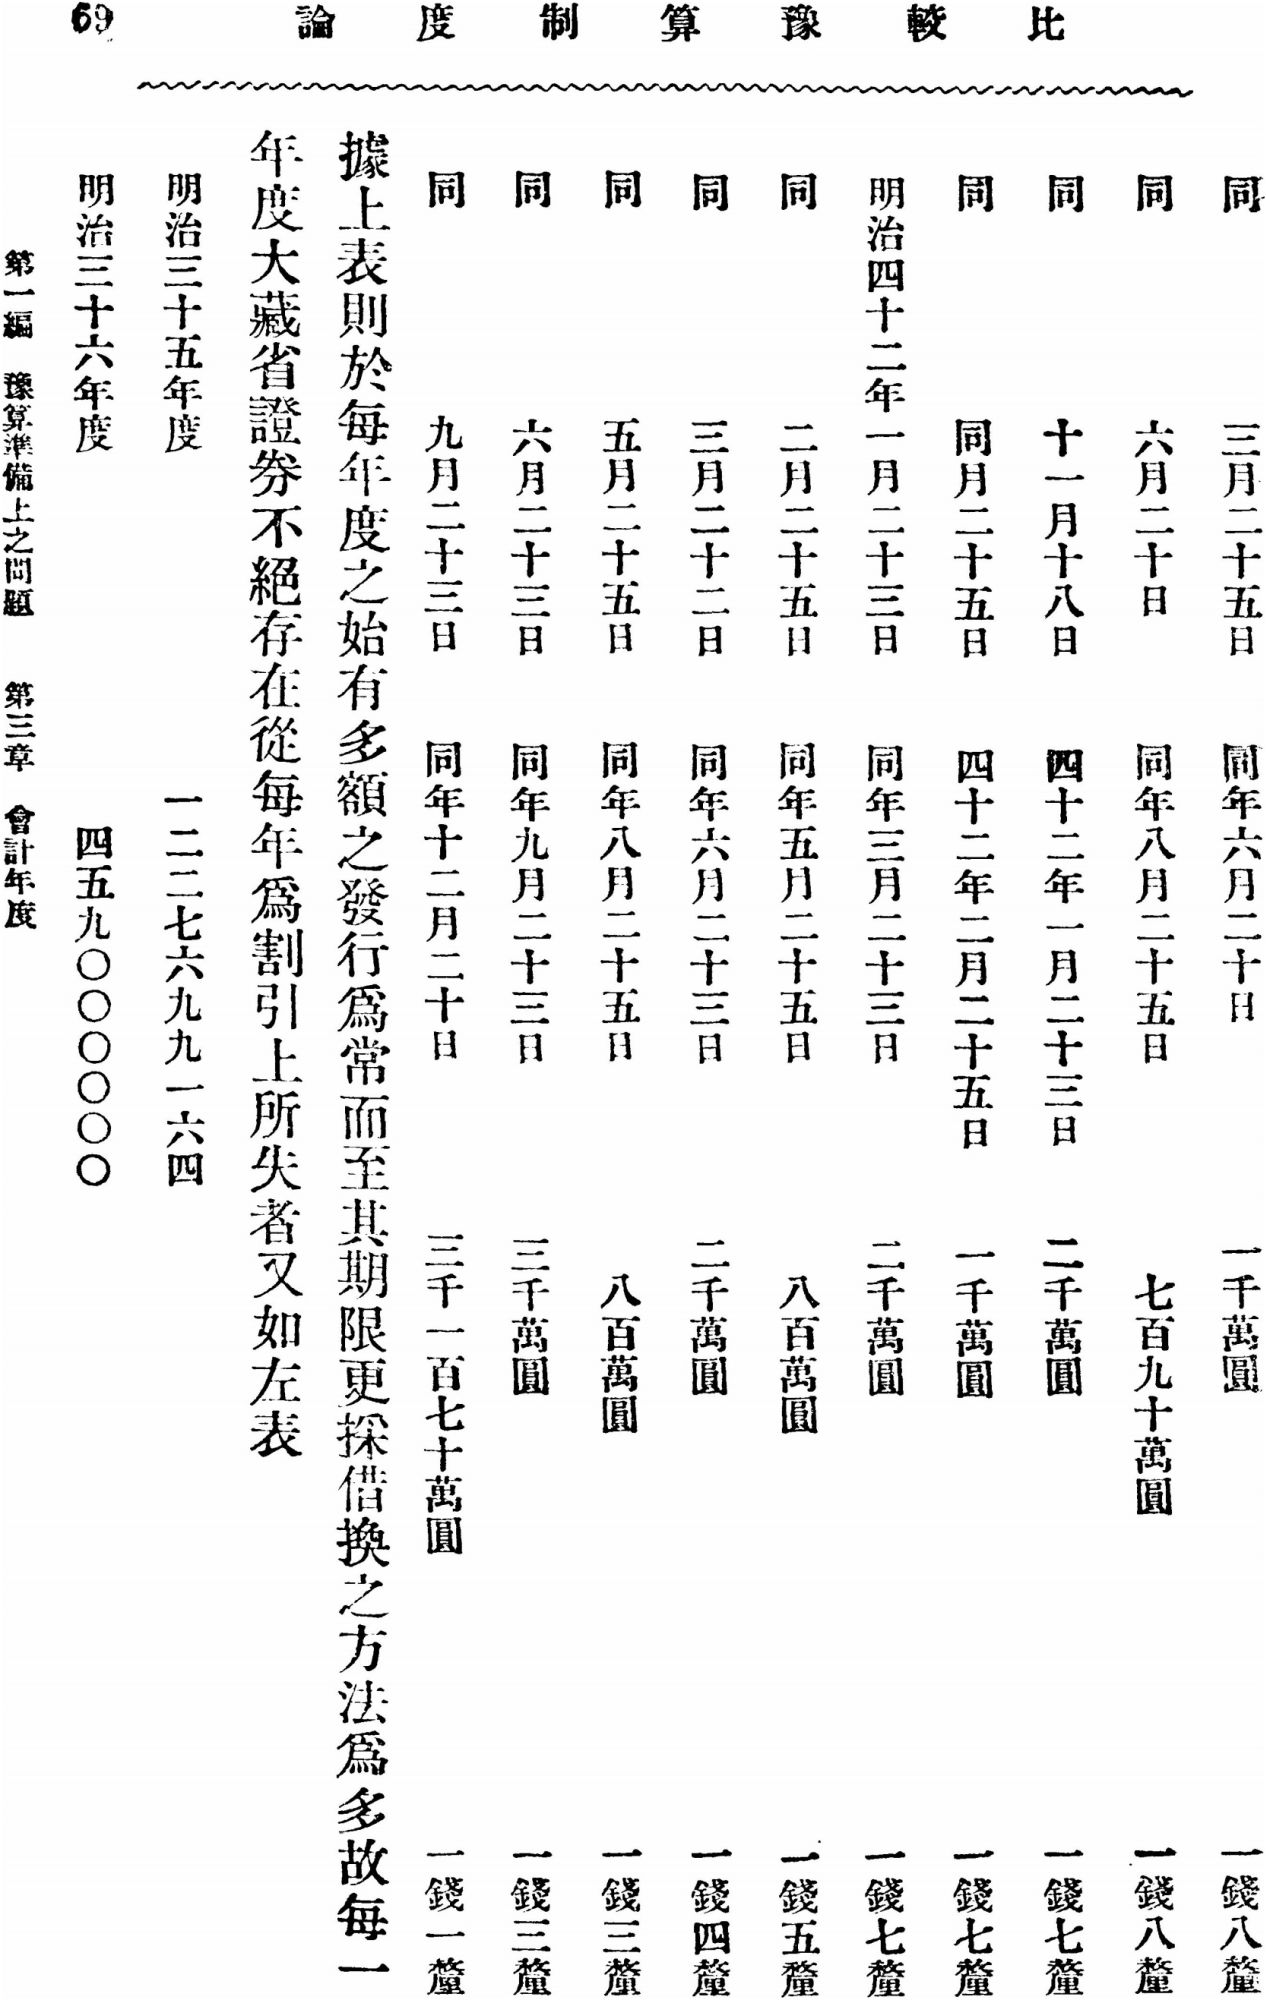 比較豫算制度論
69
同　三月二十五日　同年六月二十日　一千萬圓　一錢八釐
同　六月二十日　同年八月二十五日　七百九十萬圓　一錢八釐
同　十一月十八日　四十二年一月二十三日　二千萬圓　一錢七釐
同　同月二十五日　四十二年二月二十五日　一千萬圓　一錢七釐
明治四十二年一月二十三日　同年三月二十三日　二千萬圓　一錢七釐
同　二月二十五日　同年五月二十五日　八百萬圓　一錢五釐
同　三月二十二日　同年六月二十三日　二千萬圓　一錢四釐
同　五月二十五日　同年八月二十五日　八百萬圓　一錢三釐
同　六月二十三日　同年九月二十三日　三千萬圓　一錢三釐
同　九月二十三日　同年十二月二十日　三千一百七十萬圓　一錢一釐
據上表則於每年度之始有多額之發行爲常而至其期限更採借換之方法爲多故每一
年度大藏省證券不絕存在從每年爲割引上所失者又如左表
明治三十五年度　一二二七六九九一六四
明治三十六年度　四五九〇〇〇〇〇〇
第一編　豫算準備上之問題　第三章　會計年度